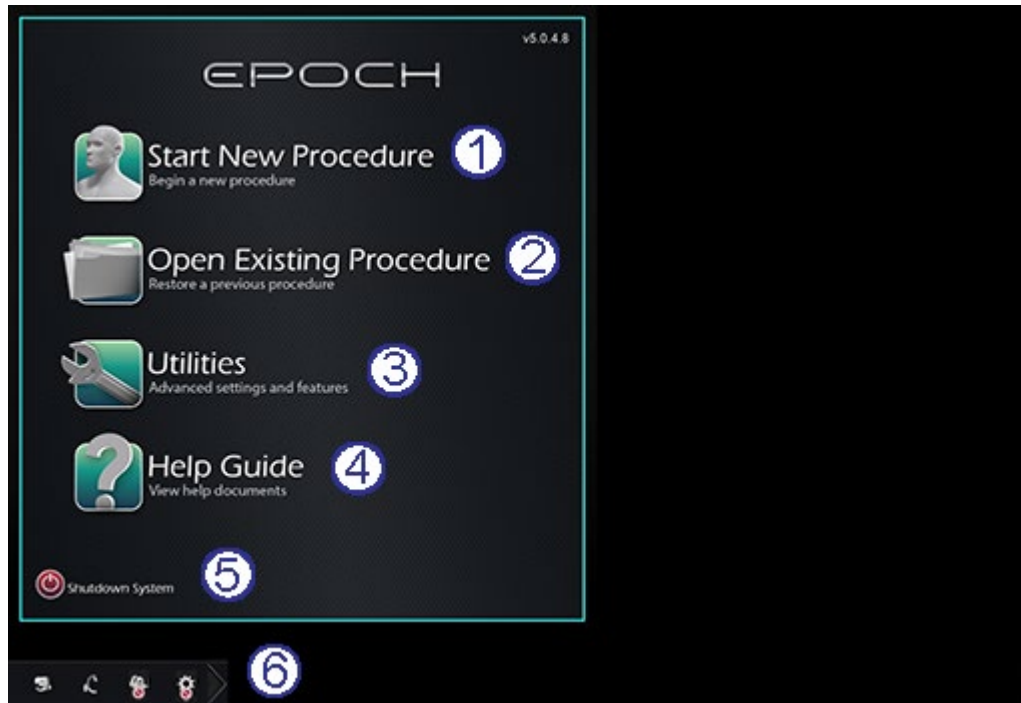 v5.0.4.8
EPOCH
Start New Procedure 1
Begin a new procedure
Open Existing Procedure 2
Restore a previous procedure
Utilities 3
Advanced settings and features
Help Guide 4
View help documents
Shutdown System 5
6